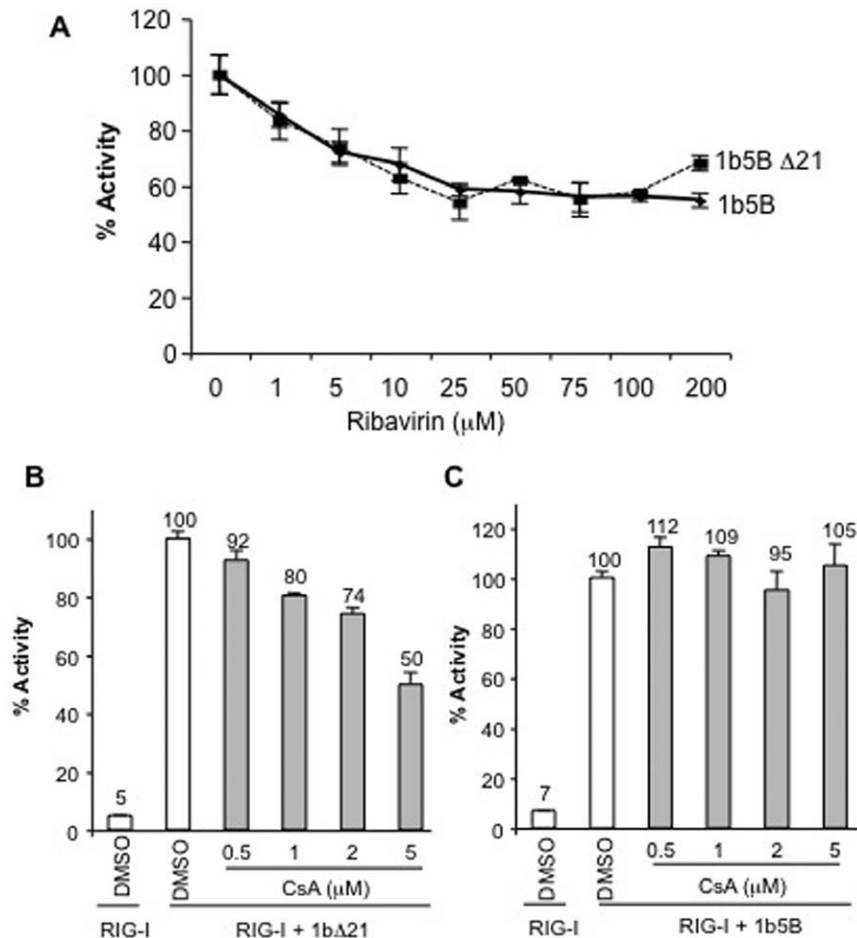 A
% Activity
120
100
80
60
40
20
0
0 1 5 10 25 50 75 100 200
Ribavirin (μM)
1b5B Δ21
1b5B
B
% Activity
100
80
60
40
20
0
5
100
92
80
74
50
DMSO
DMSO
0.5 1 2 5
CsA (μM)
RIG-I
RIG-I + 1bΔ21
C
% Activity
120
100
80
60
40
20
0
7
100
112
109
95
105
DMSO
DMSO
0.5 1 2 5
CsA (μM)
RIG-I
RIG-I + 1b5B